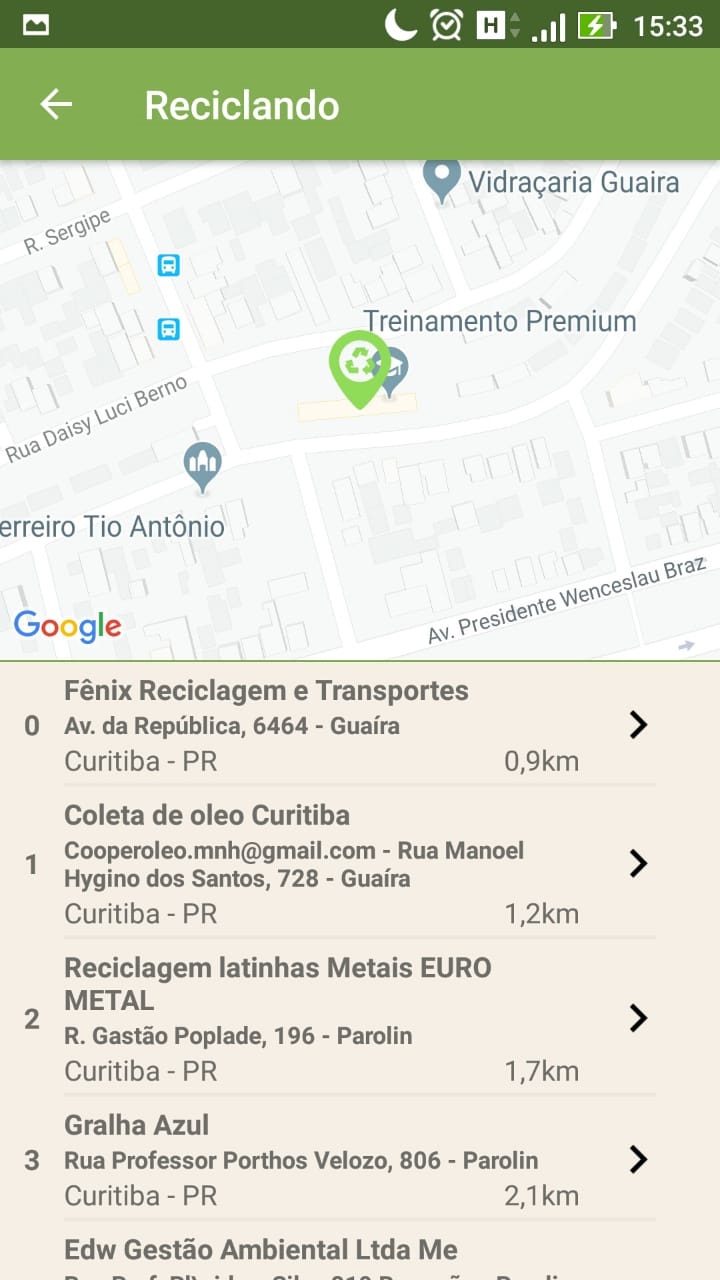 H 15:33
Reciclando
Vidraçaria Guaira
R. Sergipe
Treinamento Premium
Rua Daisy Luci Berno
erreiro Tio Antônio
Av. Presidente Wenceslau Braz
Google
Fênix Reciclagem e Transportes
0
Av. da República, 6464 - Guaíra
Curitiba - PR 0,9km
Coleta de oleo Curitiba
Cooperoleo.mnh@gmail.com - Rua Manoel
1
Hygino dos Santos, 728 - Guaíra
Curitiba - PR 1,2km
Reciclagem latinhas Metais EURO
METAL
2
R. Gastão Poplade, 196 - Parolin
Curitiba - PR 1,7km
Gralha Azul
3
Rua Professor Porthos Velozo, 806 - Parolin
Curitiba - PR 2,1km
Edw Gestão Ambiental Ltda Me